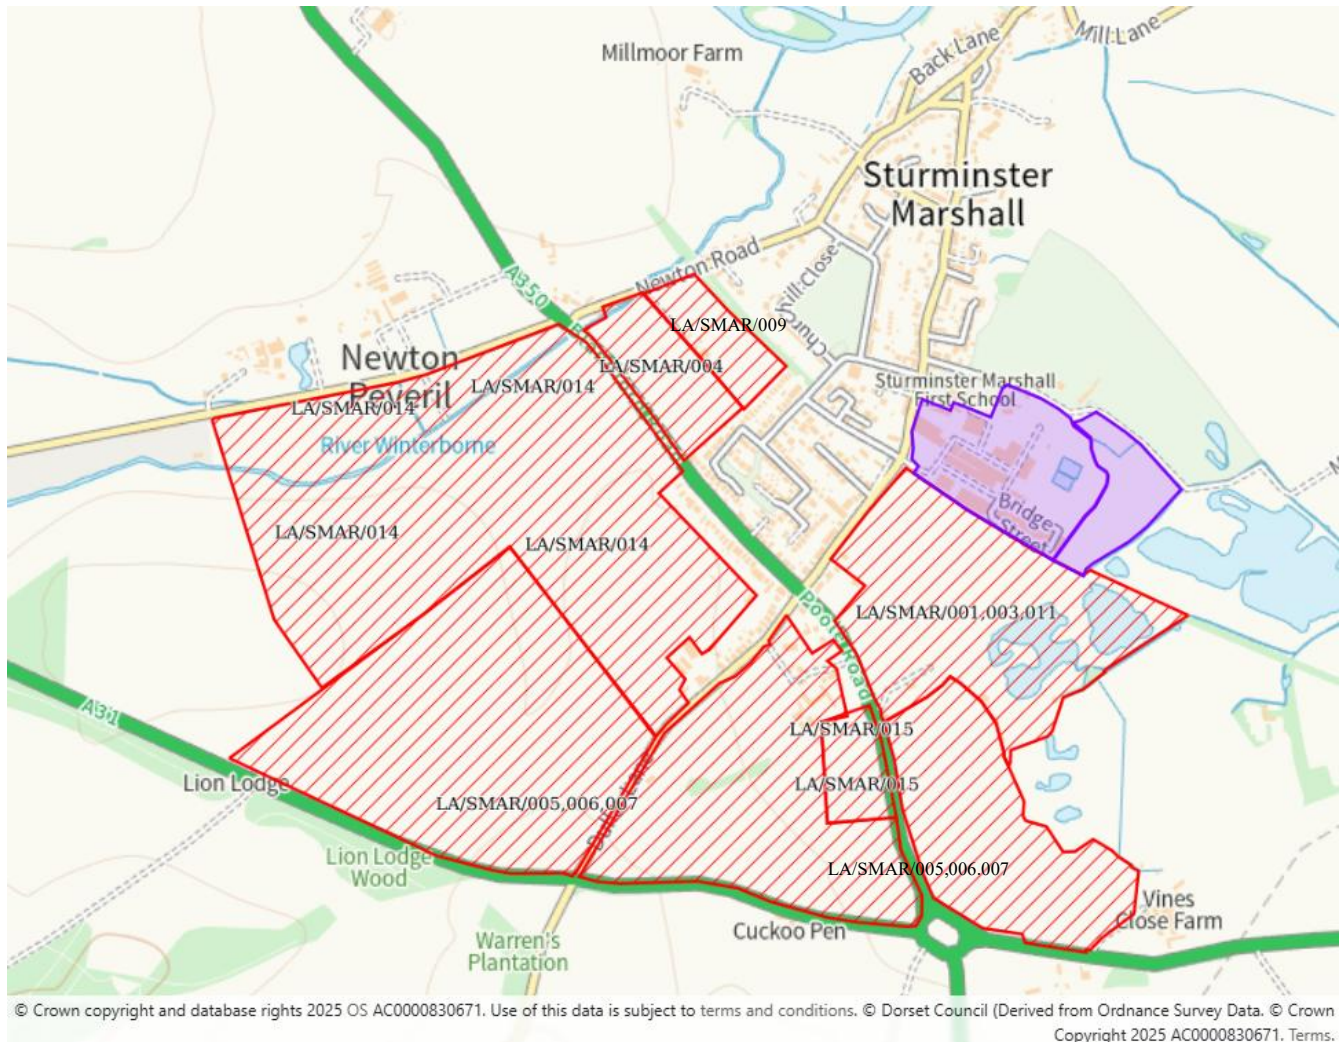 Millmoor Farm
Back Lane
Mill Lane
Sturminster
Marshall
A350
Newton Road
Churchill Close
LA/SMAR/009
Newton
Peveril
LA/SMAR/004
LA/SMAR/014
LA/SMAR/014
Sturminster Marshall
First School
River Winterborne
Bridge
Street
LA/SMAR/014
LA/SMAR/014
Poole Road
LA/SMAR/001,003,011
A31
LA/SMAR/015
Lion Lodge
LA/SMAR/015
LA/SMAR/005,006,007
Lion Lodge
Wood
LA/SMAR/005,006.007
Vines
Close Farm
Cuckoo Pen
Warren's
Plantation
© Crown copyright and database rights 2025 OS AC0000830671. Use of this data is subject to terms and conditions. © Dorset Council (Derived from Ordnance Survey Data. © Crown
Copyright 2025 AC0000830671. Terms.